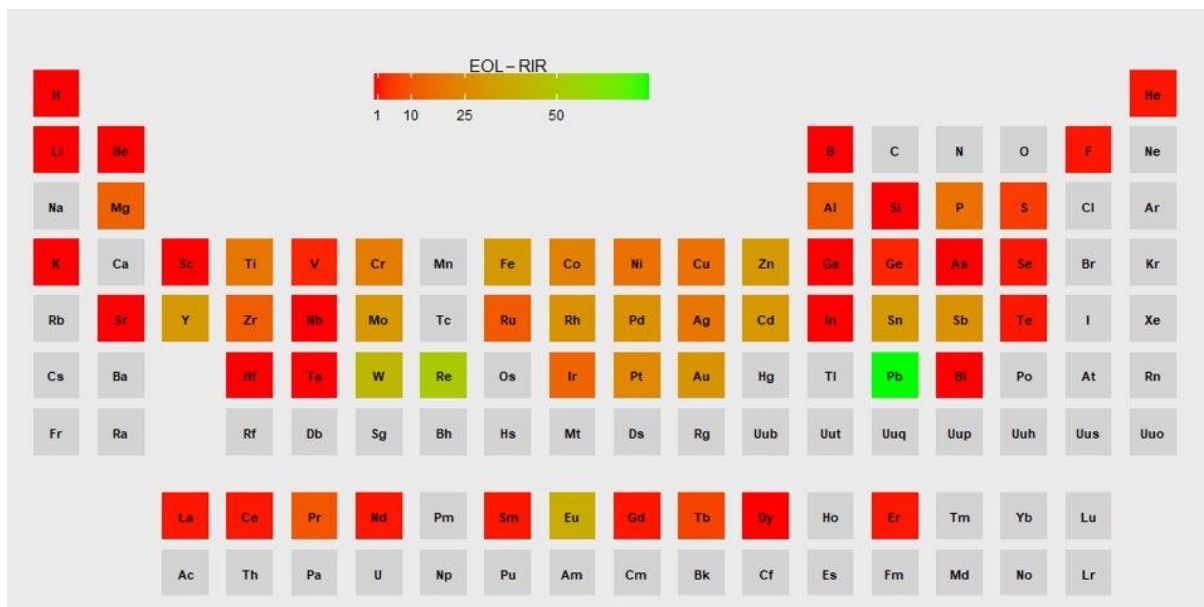 EOL – RIR
1 10 25 50
H He
Li Be B C N O F Ne
Na Mg Al Si P S Cl Ar
K Ca Sc Ti V Cr Mn Fe Co Ni Cu Zn Ga Ge As Se Br Kr
Rb Sr Y Zr Nb Mo Tc Ru Rh Pd Ag Cd In Sn Sb Te I Xe
Cs Ba Hf Ta W Re Os Ir Pt Au Hg Tl Pb Bi Po At Rn
Fr Ra Rf Db Sg Bh Hs Mt Ds Rg Uub Uut Uuq Uup Uuh Uus Uuo
La Ce Pr Nd Pm Sm Eu Gd Tb Dy Ho Er Tm Yb Lu
Ac Th Pa U Np Pu Am Cm Bk Cf Es Fm Md No Lr